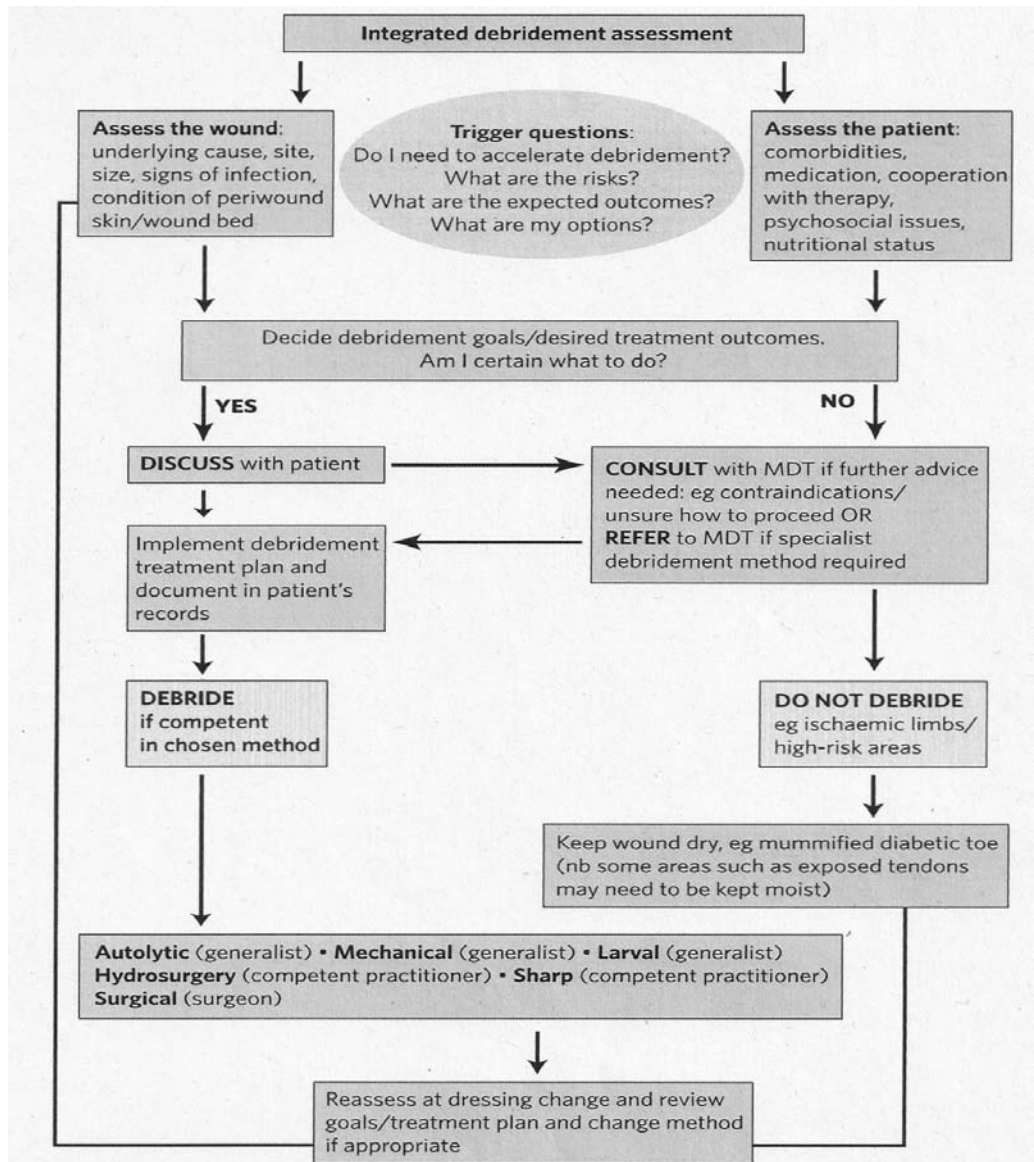 Integrated debridement assessment
Assess the wound:
underlying cause, site,
size, signs of infection,
condition of periwound
skin/wound bed
Trigger questions:
Do I need to accelerate debridement?
What are the risks?
What are the expected outcomes?
What are my options?
Assess the patient:
comorbidities,
medication, cooperation
with therapy,
psychosocial issues,
nutritional status
Decide debridement goals/desired treatment outcomes.
Am I certain what to do?
YES
NO
DISCUSS with patient
CONSULT with MDT if further advice
needed: eg contraindications/
unsure how to proceed OR
REFER to MDT if specialist
debridement method required
Implement debridement
treatment plan and
document in patient's
records
DEBRIDE
if competent
in chosen method
DO NOT DEBRIDE
eg ischaemic limbs/
high-risk areas
Keep wound dry, eg mummified diabetic toe
(nb some areas such as exposed tendons
may need to be kept moist)
Autolytic (generalist) • Mechanical (generalist) • Larval (generalist)
Hydrosurgery (competent practitioner) • Sharp (competent practitioner)
Surgical (surgeon)
Reassess at dressing change and review
goals/treatment plan and change method
if appropriate